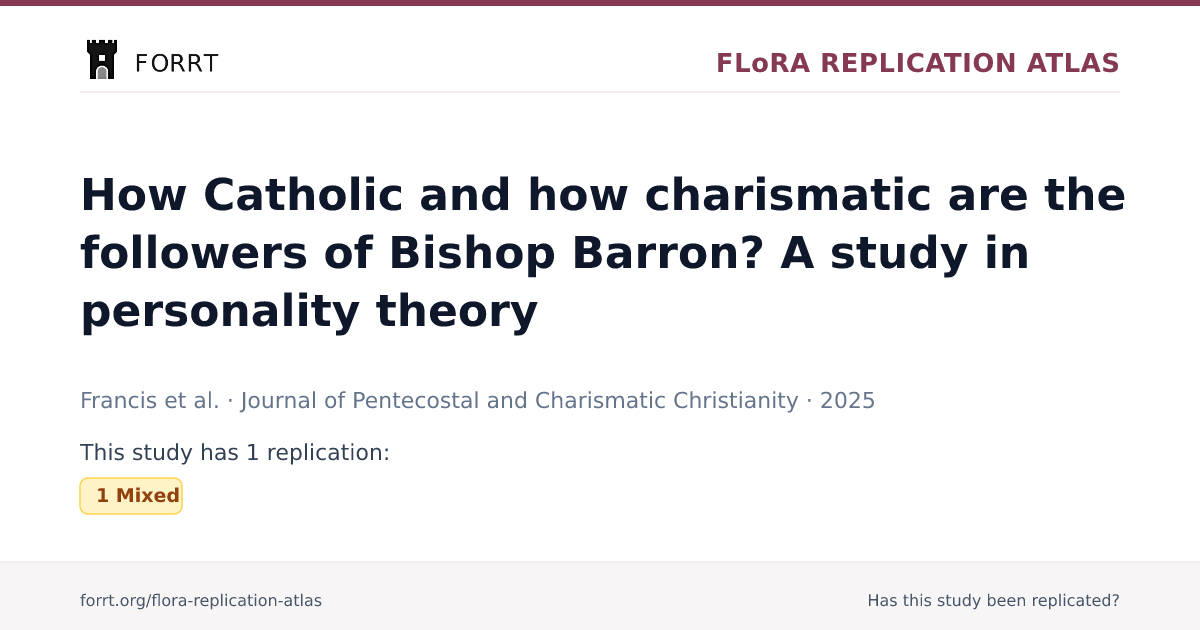 FORRT
FLoRA REPLICATION ATLAS
How Catholic and how charismatic are the
followers of Bishop Barron? A study in
personality theory
Francis et al. · Journal of Pentecostal and Charismatic Christianity · 2025
This study has 1 replication:
1 Mixed
forrt.org/flora-replication-atlas
Has this study been replicated?